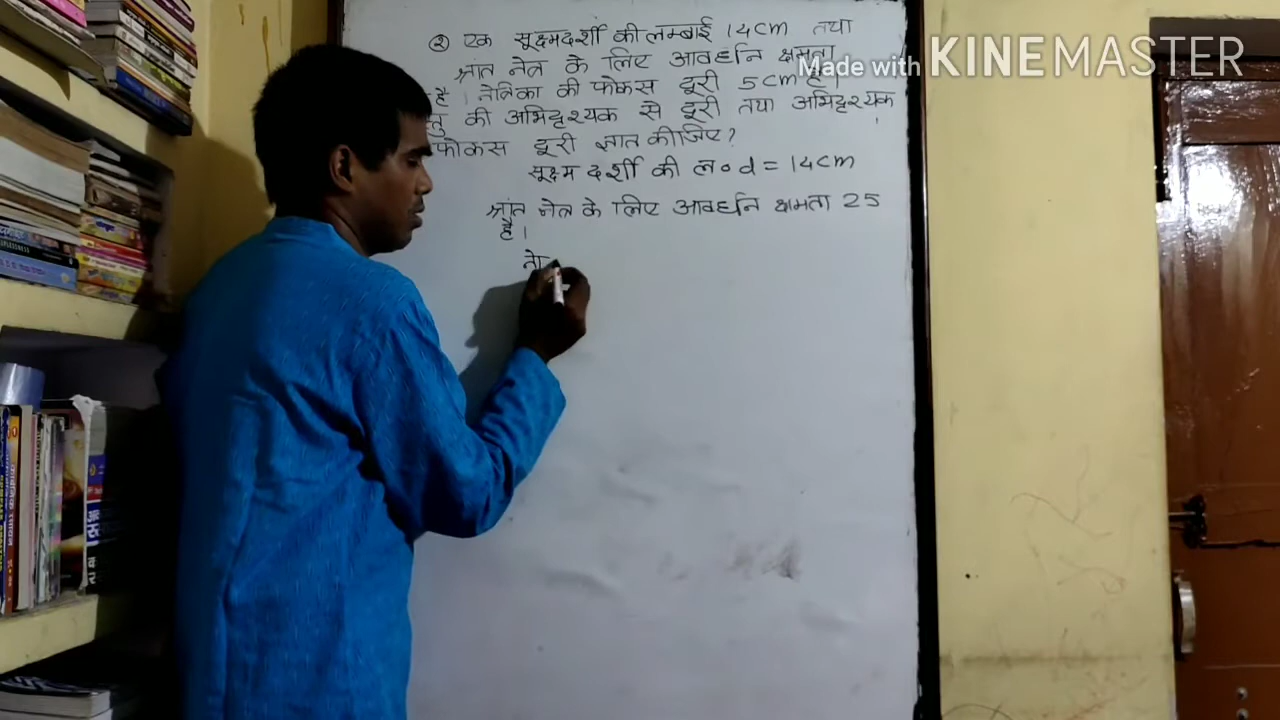 ② एक सूक्ष्मदर्शी की लम्बाई 14cm तथा
श्रांत नेत्र के लिए आवर्धन क्षमता
है। नेत्रिका की फोकस दूरी 5cm है।
की अभिदृश्यक से दूरी तथा अभिदृश्यक
फोकस दूरी ज्ञात कीजिए?
सूक्ष्म दर्शी की ल० d = 14cm
श्रांत नेत्र के लिए आवर्धन क्षमता 25
है।
Made with KINEMASTER